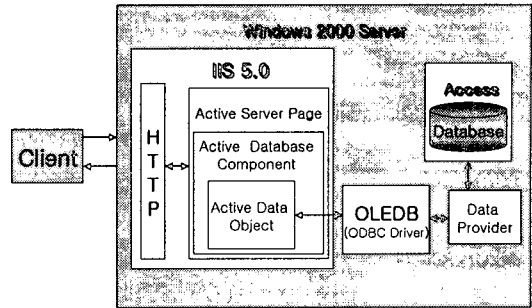 Windows 2000 Server
IIS 5.0
HTTP
Active Server Page
Active Database
Component
Active Data
Object
Client
OLEDB
(ODBC Driver)
Data
Provider
Access
Database